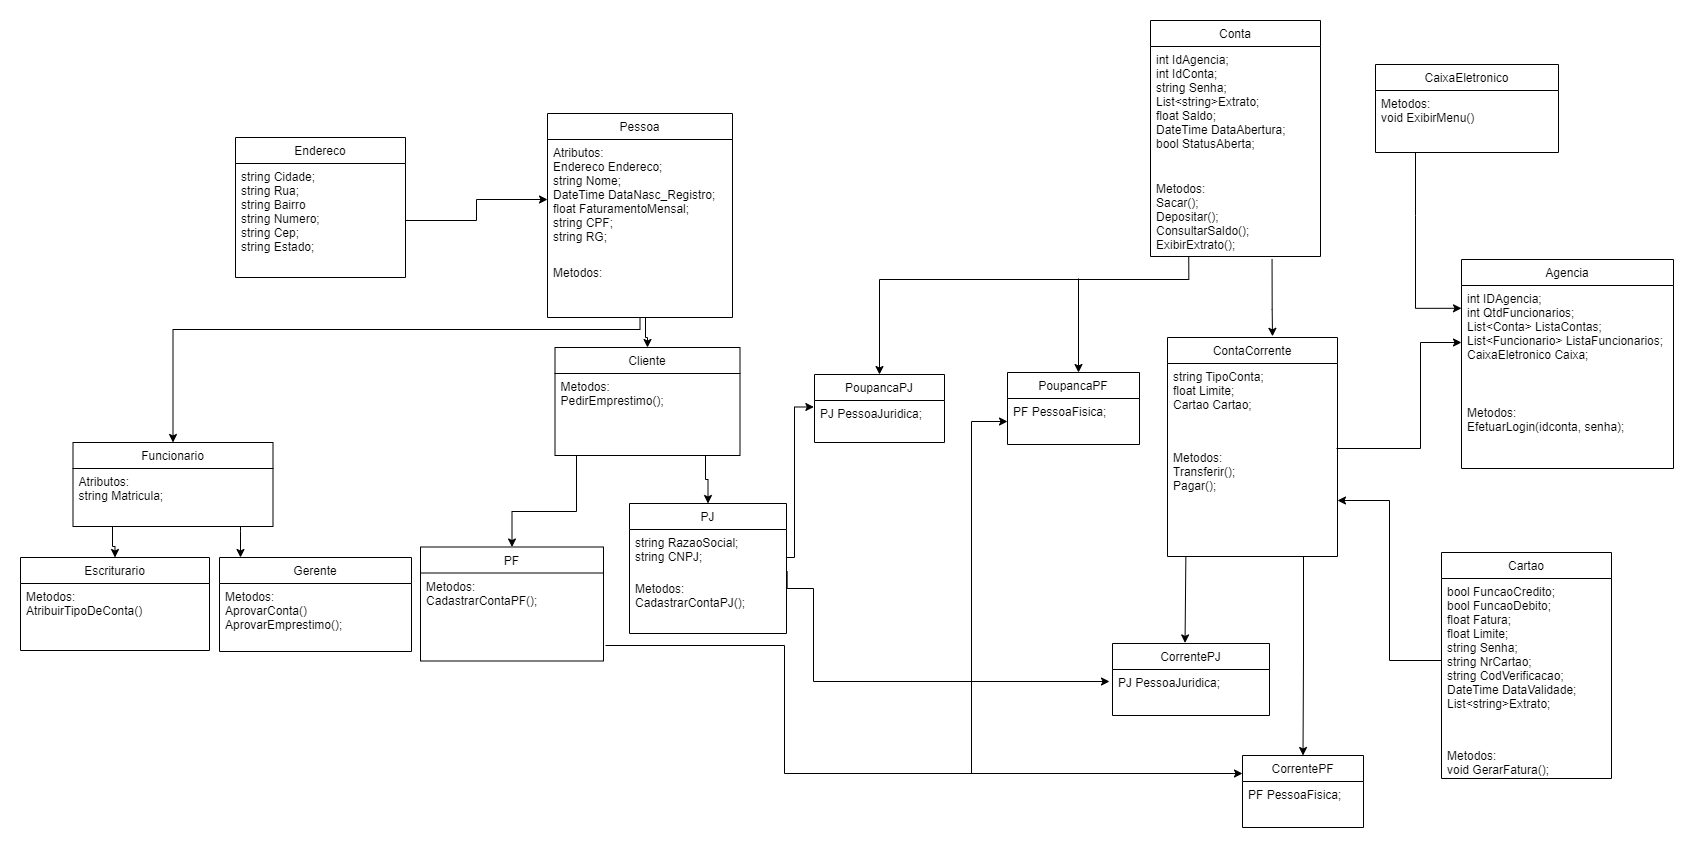 Conta
int IdAgencia;
int IdConta;
string Senha;
List<string>Extrato;
float Saldo;
DateTime DataAbertura;
bool StatusAberta;
Metodos:
Sacar();
Depositar();
ConsultarSaldo();
ExibirExtrato();
CaixaEletronico
Metodos:
void ExibirMenu()
Pessoa
Atributos:
Endereco Endereco;
string Nome;
DateTime DataNasc_Registro;
float FaturamentoMensal;
string CPF;
string RG;
Metodos:
Endereco
string Cidade;
string Rua;
string Bairro
string Numero;
string Cep;
string Estado;
Agencia
int IDAgencia;
int QtdFuncionarios;
List<Conta> ListaContas;
List<Funcionario> ListaFuncionarios;
CaixaEletronico Caixa;
Metodos:
EfetuarLogin(idconta, senha);
Cliente
Metodos:
PedirEmprestimo();
PoupancaPJ
PJ PessoaJuridica;
PoupancaPF
PF PessoaFisica;
ContaCorrente
string TipoConta;
float Limite;
Cartao Cartao;
Metodos:
Transferir();
Pagar();
Funcionario
Atributos:
string Matricula;
Escriturario
Metodos:
AtribuirTipoDeConta()
Gerente
Metodos:
AprovarConta()
AprovarEmprestimo();
PF
Metodos:
CadastrarContaPF();
PJ
string RazaoSocial;
string CNPJ;
Metodos:
CadastrarContaPJ();
Cartao
bool FuncaoCredito;
bool FuncaoDebito;
float Fatura;
float Limite;
string Senha;
string NrCartao;
string CodVerificacao;
DateTime DataValidade;
List<string>Extrato;
Metodos:
void GerarFatura();
CorrentePJ
PJ PessoaJuridica;
CorrentePF
PF PessoaFisica;